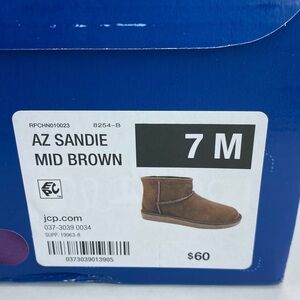 RPCHN010023 8254-B
AZ SANDIE
MID BROWN
7 M
jcp.com
037-3039 0034
SUPP. 19963-8
$60
0373039013905